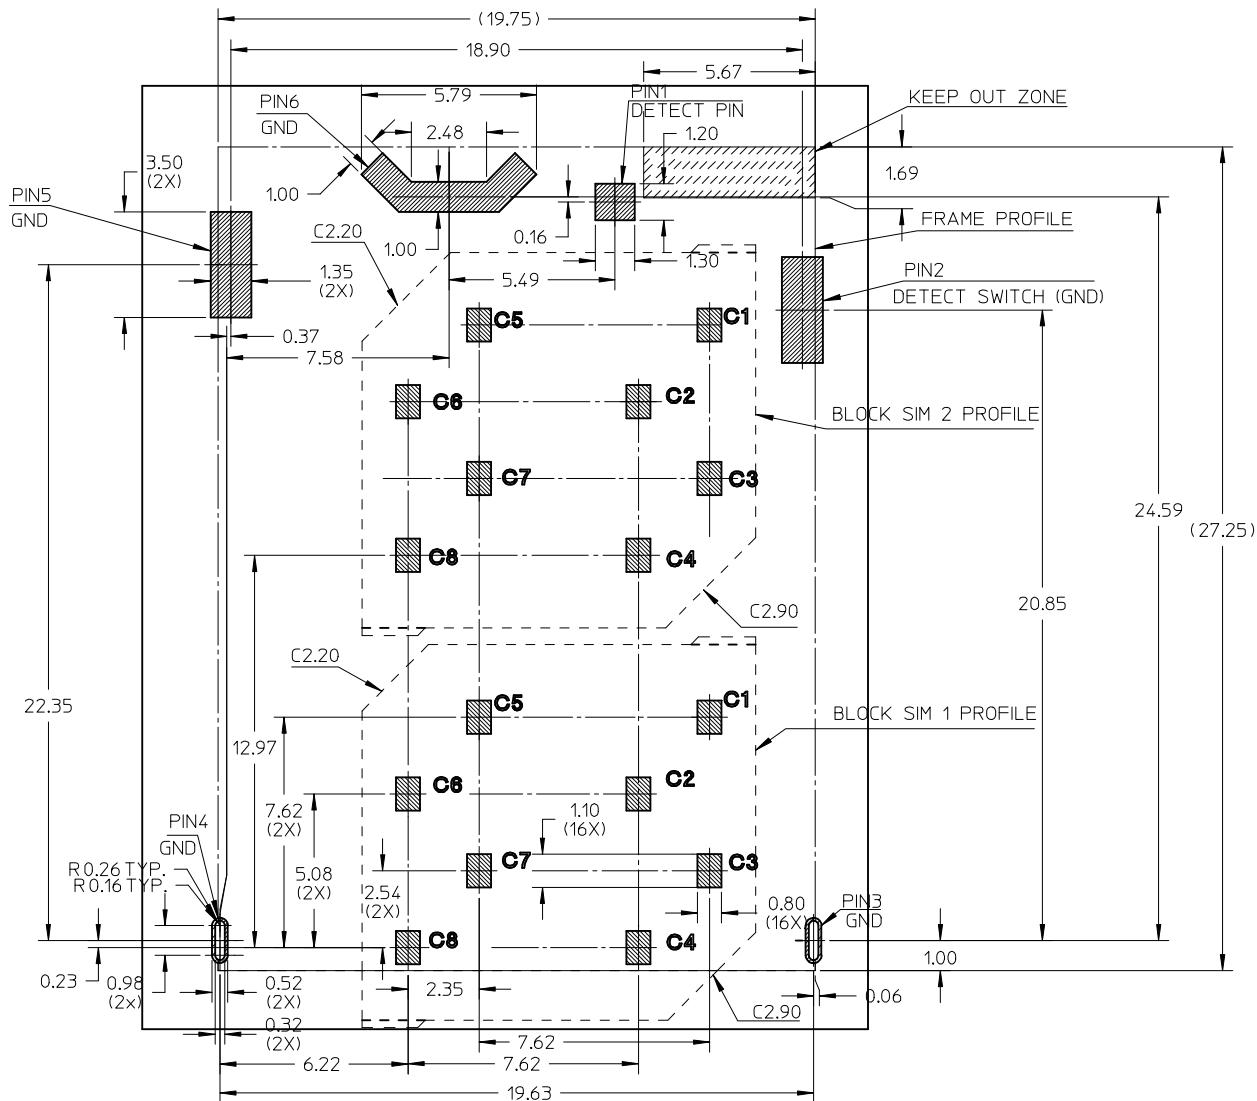 (19.75)
18.90
5.67
PIN6
GND
5.79
PIN1
DETECT PIN
KEEP OUT ZONE
2.48
1.20
3.50
(2X)
1.69
PIN5
GND
1.00
C2.20
1.00
0.16
FRAME PROFILE
1.35
(2X)
5.49
1.30
PIN2
DETECT SWITCH (GND)
0.37
C5
C1
7.58
C6
C2
BLOCK SIM 2 PROFILE
C7
C3
24.59
(27.25)
C8
C4
20.85
C2.90
C2.20
22.35
C5
C1
BLOCK SIM 1 PROFILE
12.97
C6
C2
7.62
(2X)
1.10
(16X)
PIN4
GND
C7
C3
R0.26 TYP.
R0.16 TYP.
5.08
(2X)
2.54
(2X)
0.80
(16X)
PIN3
GND
C8
C4
1.00
0.23
0.98
(2x)
0.52
(2X)
2.35
0.06
C2.90
0.32
(2X)
7.62
6.22
7.62
19.63